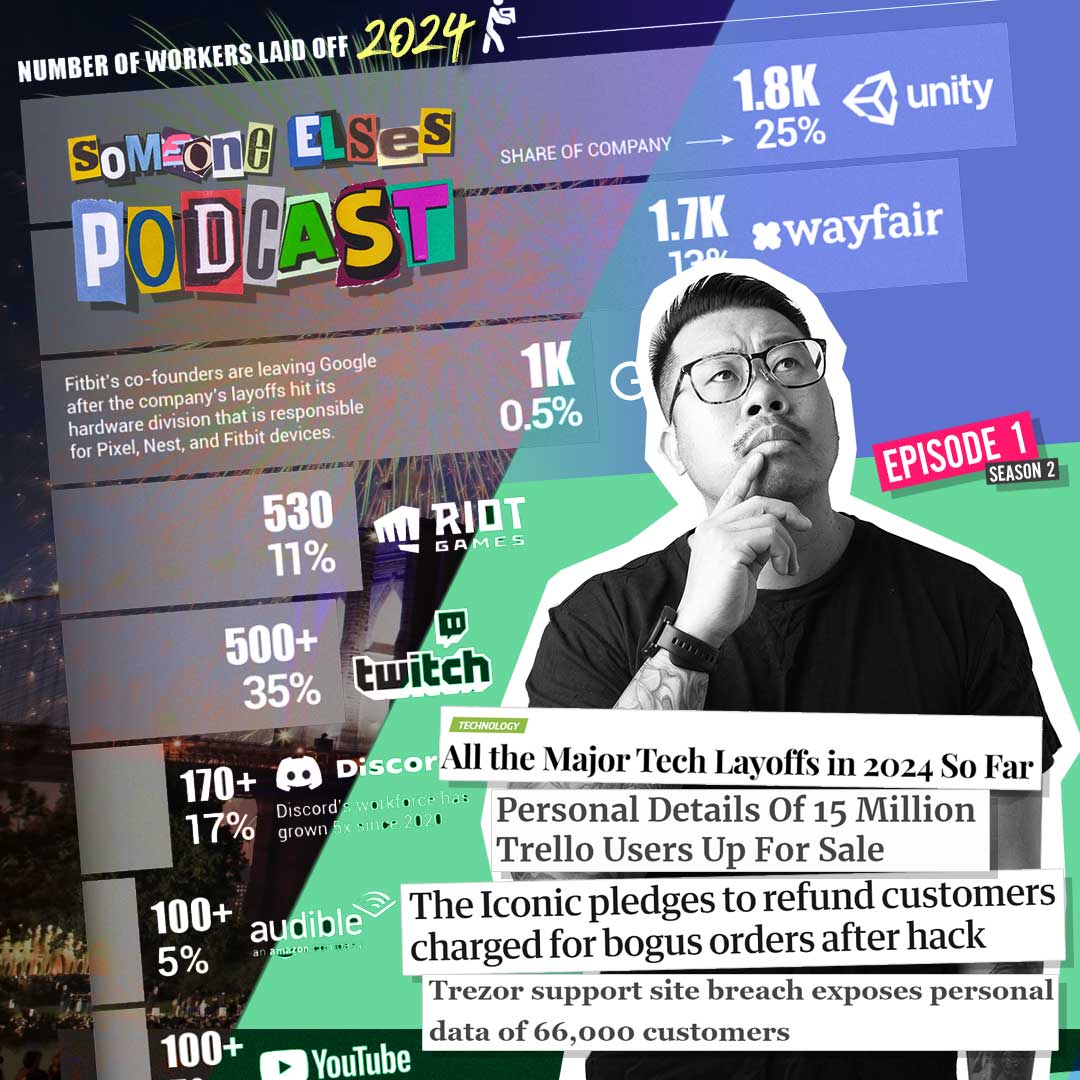 NUMBER OF WORKERS LAID OFF 2024
SOMEONE ELSES
PODCAST
SHARE OF COMPANY
1.8K
25%
unity
1.7K
13%
wayfair
Fitbit's co-founders are leaving Google
after the company's layoffs hit its
hardware division that is responsible
for Pixel, Nest, and Fitbit devices.
1K
0.5%
G
EPISODE 1
SEASON 2
530
11%
RIOT
GAMES
500+
35%
twitch
170+
17%
Discor
Discord's workforce has
grown 5x since 2020
100+
5%
audible
an amazon
100+
YouTube
TECHNOLOGY
All the Major Tech Layoffs in 2024 So Far
Personal Details Of 15 Million
Trello Users Up For Sale
The Iconic pledges to refund customers
charged for bogus orders after hack
Trezor support site breach exposes personal
data of 66,000 customers